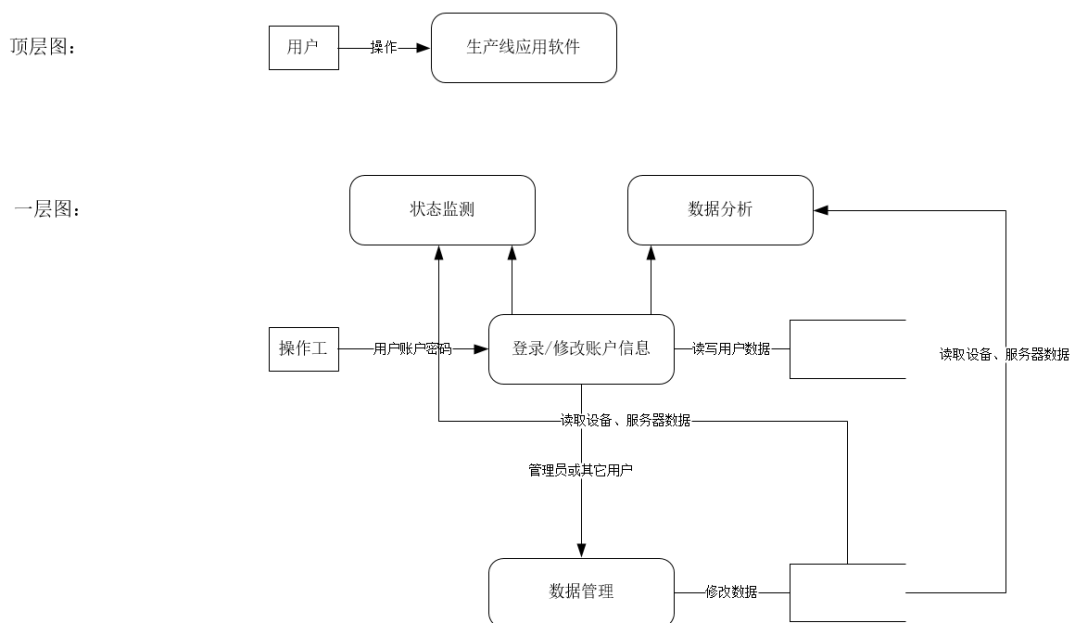 顶层图：
用户
操作
生产线应用软件
一层图：
状态监测
数据分析
操作工
用户账户密码
登录/修改账户信息
读写用户数据
读取设备、服务器数据
读取设备、服务器数据
管理员或其它用户
数据管理
修改数据